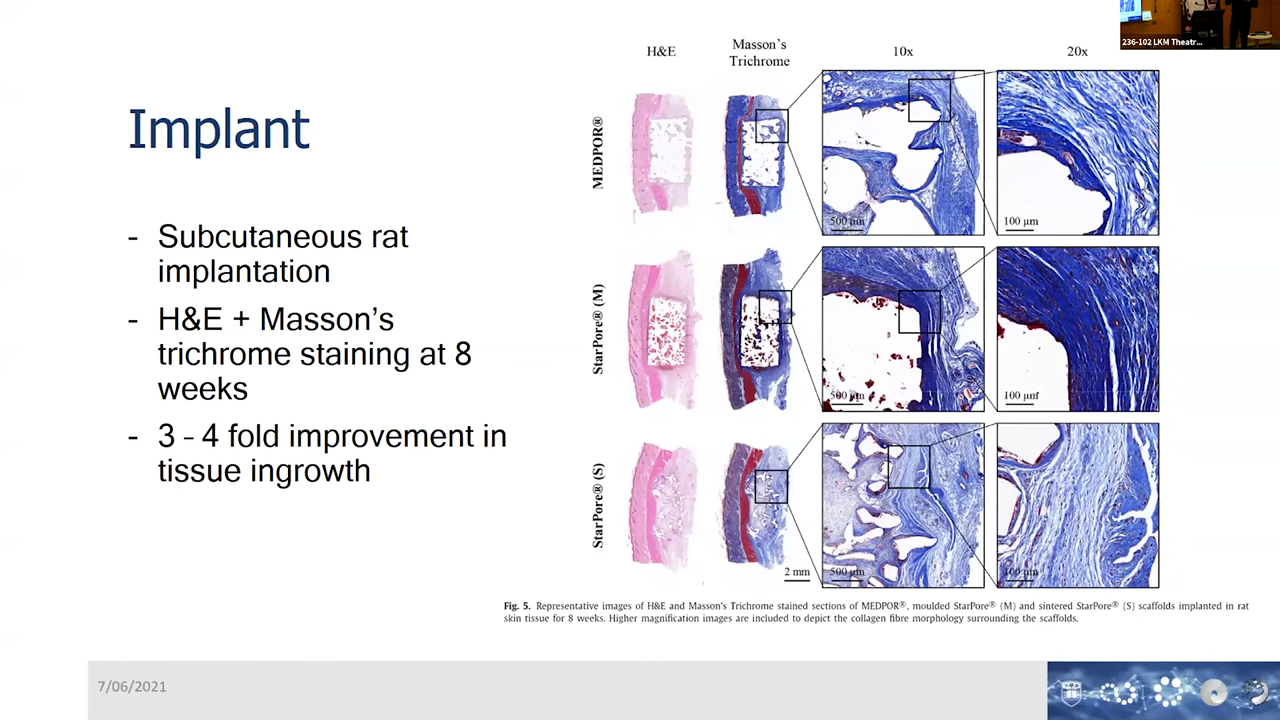 236-102 LKM Theatr...
Implant
- Subcutaneous rat
implantation
- H&E + Masson's
trichrome staining at 8
weeks
- 3 - 4 fold improvement in
tissue ingrowth
H&E
Masson's
Trichrome
10x
20x
MEDPOR®
500 µm
100 µm
StarPore® (M)
500 µm
100 µm
StarPore® (S)
2 mm
500 µm
100 µm
Fig. 5. Representative images of H&E and Masson's Trichrome stained sections of MEDPOR®, moulded StarPore® (M) and sintered StarPore® (S) scaffolds implanted in rat
skin tissue for 8 weeks. Higher magnification images are included to depict the collagen fibre morphology surrounding the scaffolds.
7/06/2021